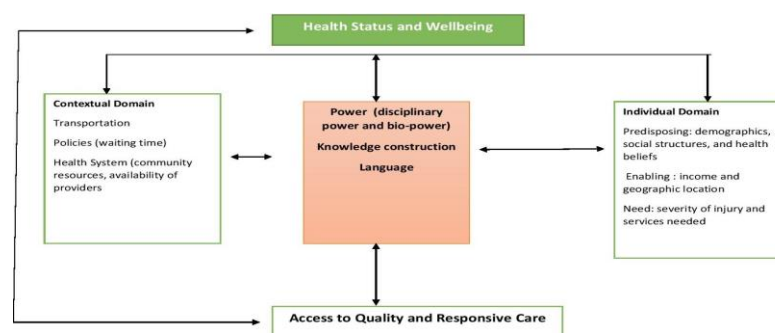 Health Status and Wellbeing
Contextual Domain
Transportation
Policies (waiting time)
Health System (community
resources, availability of
providers
Power (disciplinary
power and bio-power)
Knowledge construction
Language
Individual Domain
Predisposing: demographics,
social structures, and health
beliefs
Enabling : income and
geographic location
Need: severity of injury and
services needed
Access to Quality and Responsive Care